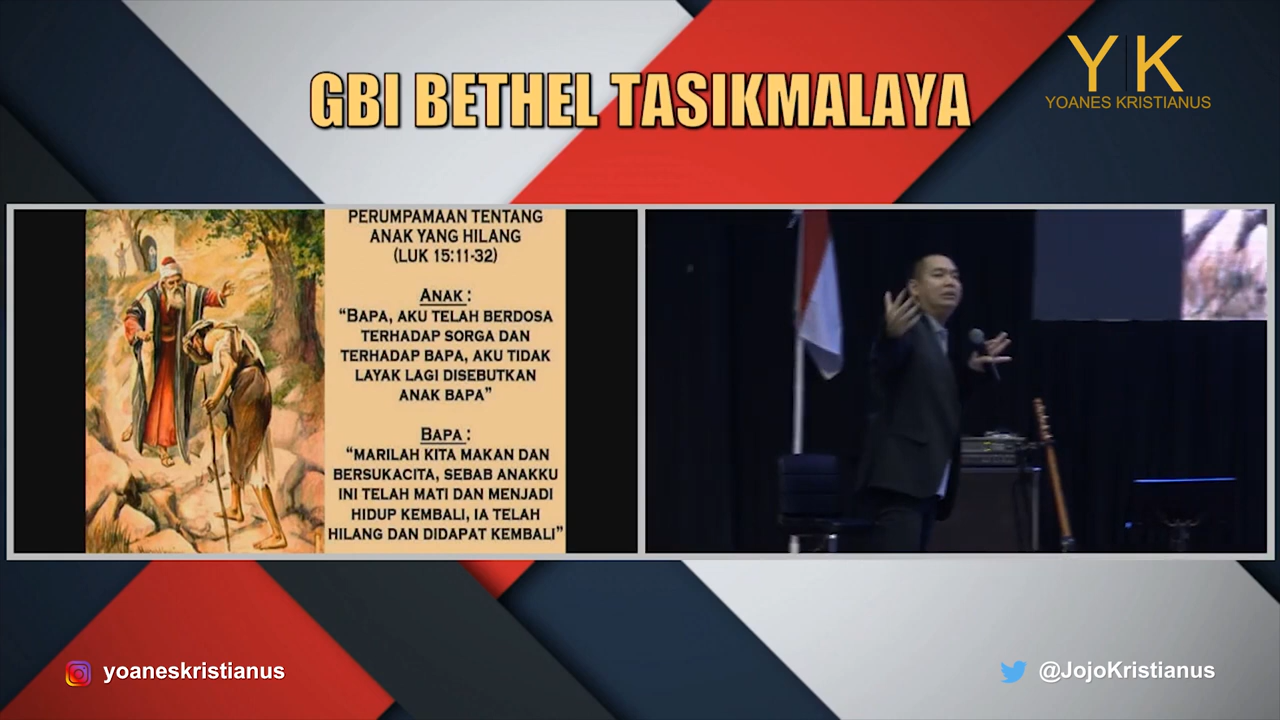 GBI BETHEL TASIKMALAYA
Y K
YOANES KRISTIANUS
PERUMPAMAAN TENTANG
ANAK YANG HILANG
(LUK 15:11-32)
ANAK :
“BAPA, AKU TELAH BERDOSA
TERHADAP SORGA DAN
TERHADAP BAPA, AKU TIDAK
LAYAK LAGI DISEBUTKAN
ANAK BAPA”
BAPA :
“MARILAH KITA MAKAN DAN
BERSUKACITA, SEBAB ANAKKU
INI TELAH MATI DAN MENJADI
HIDUP KEMBALI, IA TELAH
HILANG DAN DIDAPAT KEMBALI”
yoaneskristianus
@JojoKristianus